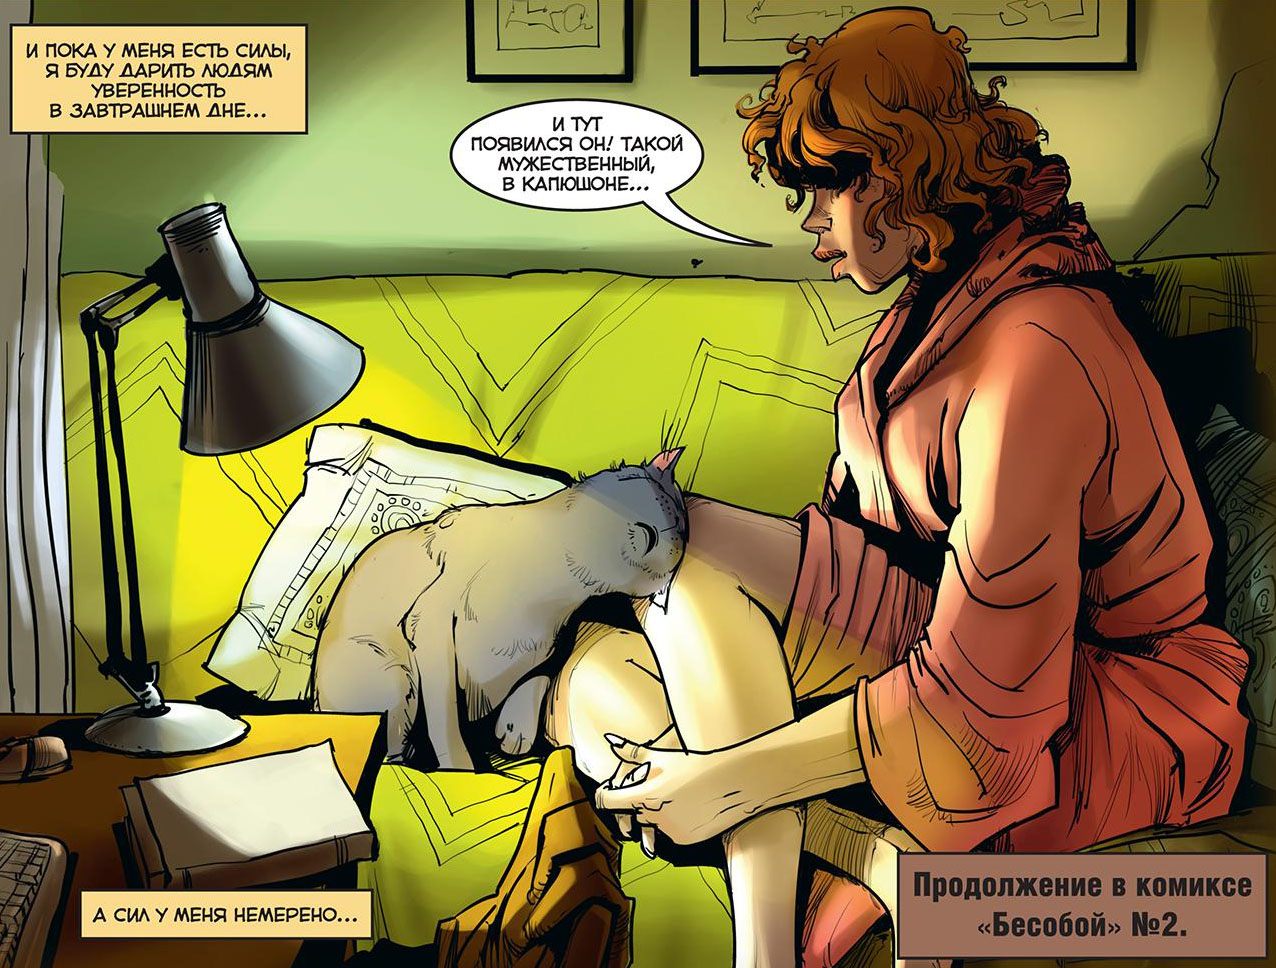 И ПОКА У МЕНЯ ЕСТЬ СИЛЫ,
Я БУДУ ДАРИТЬ ЛЮДЯМ
УВЕРЕННОСТЬ
В ЗАВТРАШНЕМ ДНЕ...
И ТУТ
ПОЯВИЛСЯ ОН! ТАКОЙ
МУЖЕСТВЕННЫЙ,
В КАПЮШОНЕ...
А СИЛ У МЕНЯ НЕМЕРЕНО...
Продолжение в комиксе
«Бесобой» №2.